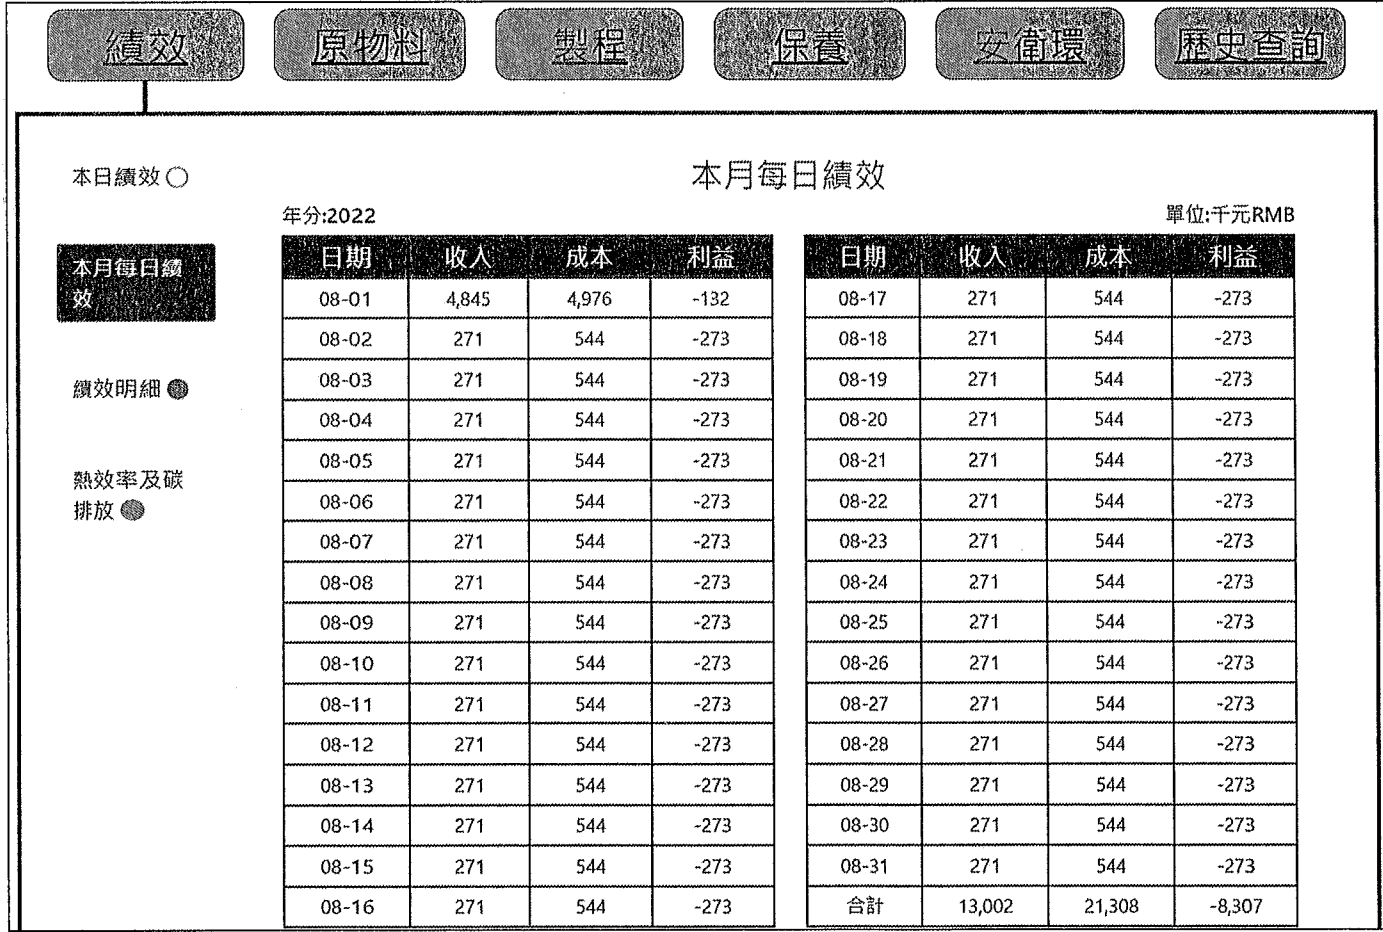 績效 原物料 製程 保養 安衛環 歷史查詢
本日績效
本月每日績
效
績效明細
熱效率及碳
排放
本月每日績效
年分:2022 單位:千元RMB
日期 收入 成本 利益 日期 收入 成本 利益
08-01 4,845 4,976 -132 08-17 271 544 -273
08-02 271 544 -273 08-18 271 544 -273
08-03 271 544 -273 08-19 271 544 -273
08-04 271 544 -273 08-20 271 544 -273
08-05 271 544 -273 08-21 271 544 -273
08-06 271 544 -273 08-22 271 544 -273
08-07 271 544 -273 08-23 271 544 -273
08-08 271 544 -273 08-24 271 544 -273
08-09 271 544 -273 08-25 271 544 -273
08-10 271 544 -273 08-26 271 544 -273
08-11 271 544 -273 08-27 271 544 -273
08-12 271 544 -273 08-28 271 544 -273
08-13 271 544 -273 08-29 271 544 -273
08-14 271 544 -273 08-30 271 544 -273
08-15 271 544 -273 08-31 271 544 -273
08-16 271 544 -273 合計 13,002 21,308 -8,307